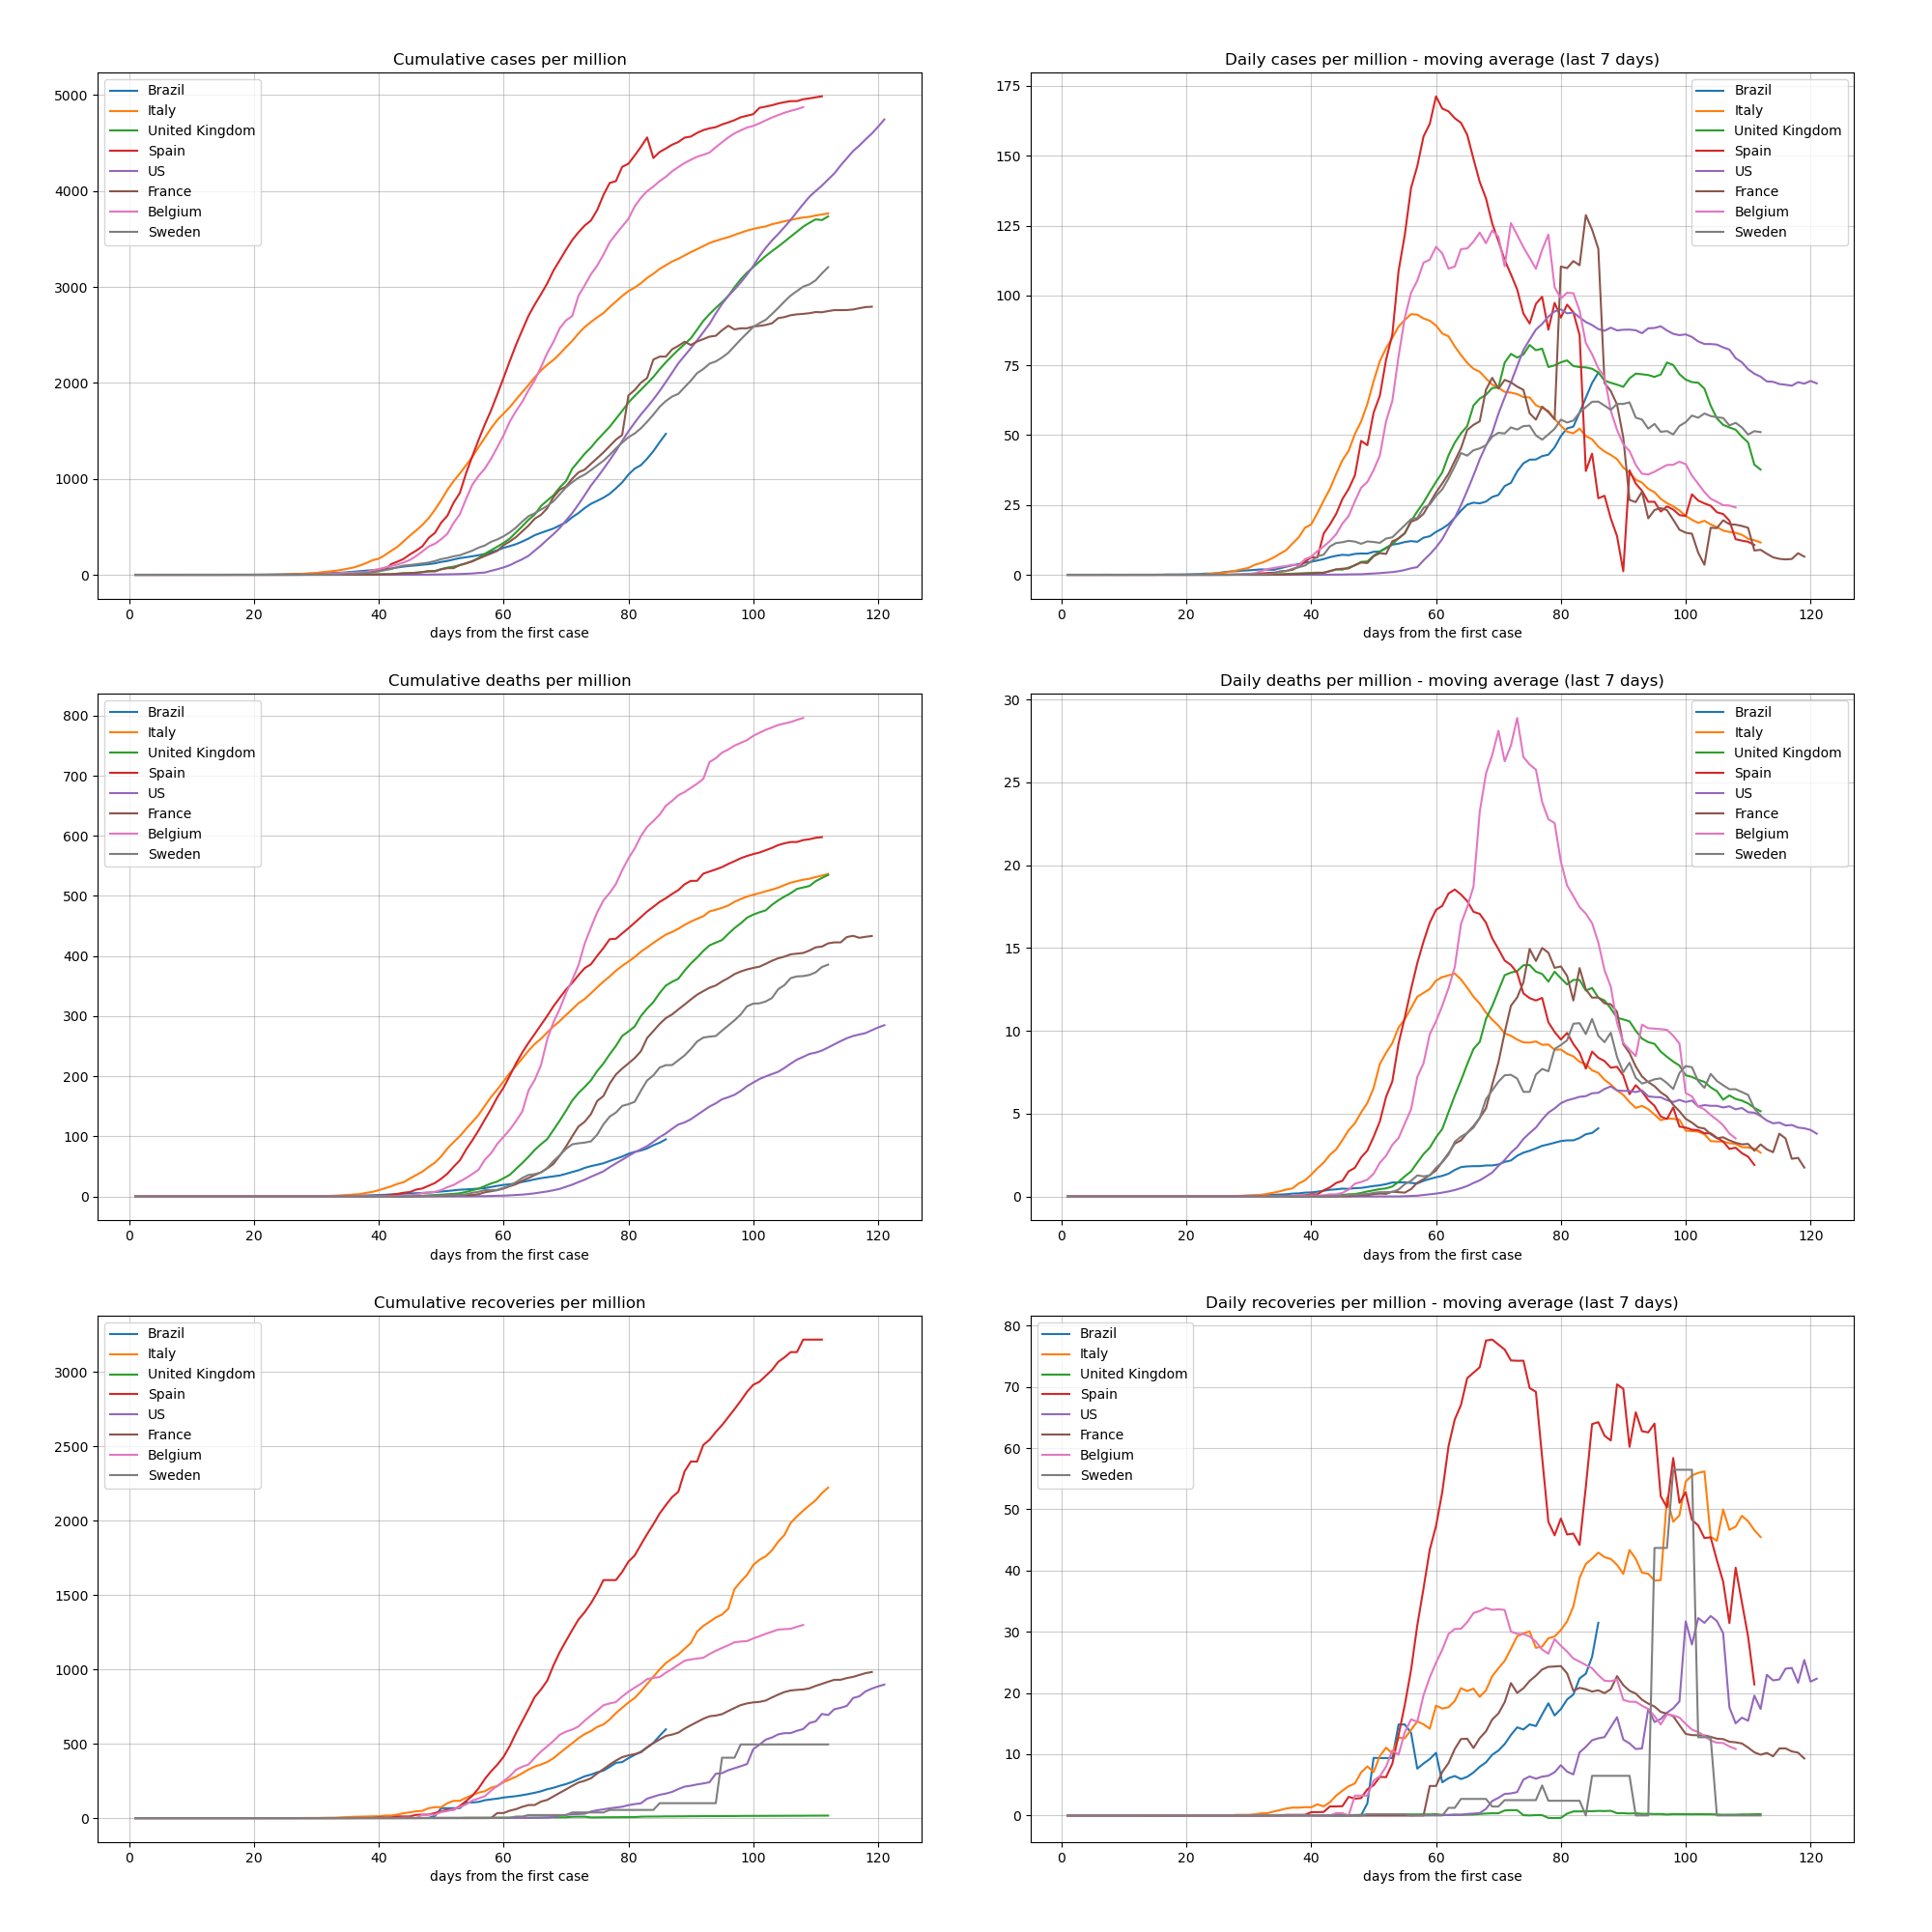 Cumulative cases per million
5000
4000
3000
2000
1000
0
Brazil
Italy
United Kingdom
Spain
US
France
Belgium
Sweden
0 20 40 60 80 100 120
days from the first case
Daily cases per million - moving average (last 7 days)
175
150
125
100
75
50
25
0
Brazil
Italy
United Kingdom
Spain
US
France
Belgium
Sweden
0 20 40 60 80 100 120
days from the first case
Cumulative deaths per million
800
700
600
500
400
300
200
100
0
Brazil
Italy
United Kingdom
Spain
US
France
Belgium
Sweden
0 20 40 60 80 100 120
days from the first case
Daily deaths per million - moving average (last 7 days)
30
25
20
15
10
5
0
Brazil
Italy
United Kingdom
Spain
US
France
Belgium
Sweden
0 20 40 60 80 100 120
days from the first case
Cumulative recoveries per million
3000
2500
2000
1500
1000
500
0
Brazil
Italy
United Kingdom
Spain
US
France
Belgium
Sweden
0 20 40 60 80 100 120
days from the first case
Daily recoveries per million - moving average (last 7 days)
80
70
60
50
40
30
20
10
0
Brazil
Italy
United Kingdom
Spain
US
France
Belgium
Sweden
0 20 40 60 80 100 120
days from the first case